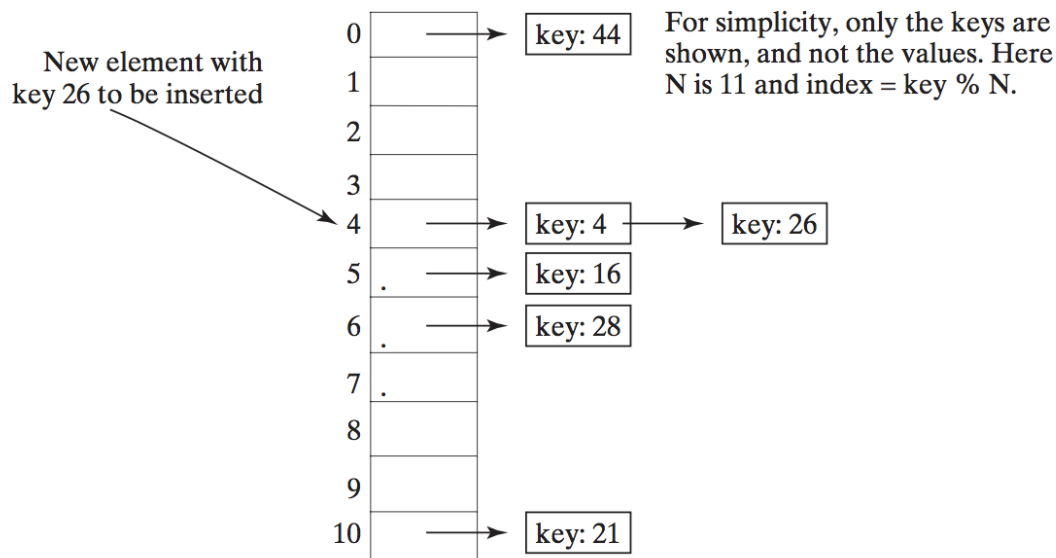 New element with
key 26 to be inserted
For simplicity, only the keys are
shown, and not the values. Here
N is 11 and index = key % N.
0 key: 44
1
2
3
4 key: 4 key: 26
5 . key: 16
6 . key: 28
7 .
8
9
10 key: 21